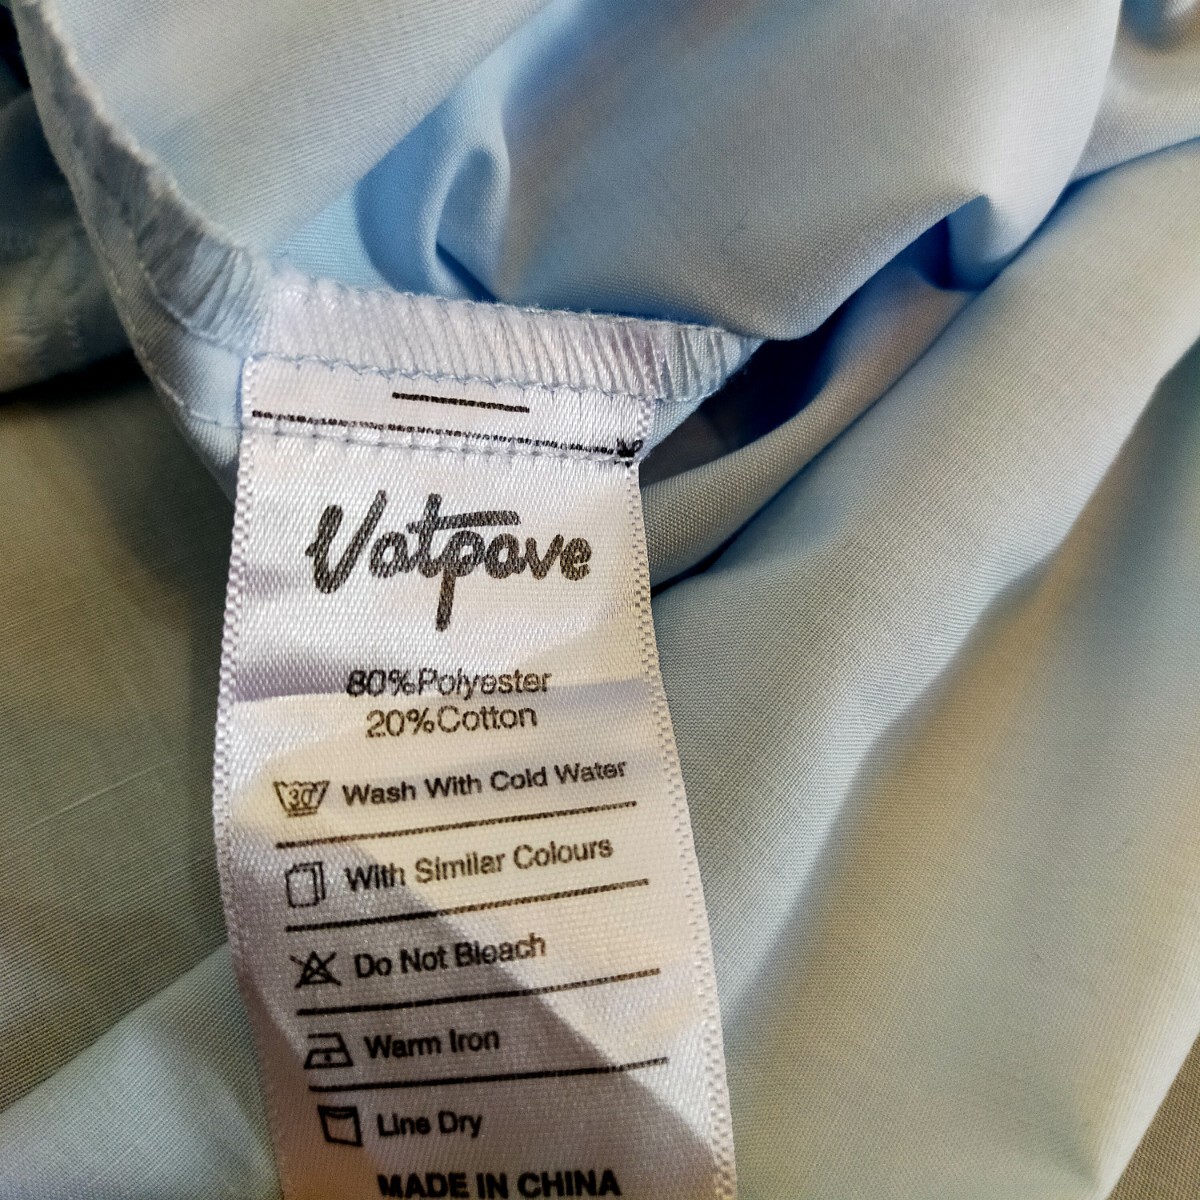 Vatpave
80%Polyester
20%Cotton
30° Wash With Cold Water
With Similar Colours
Do Not Bleach
Warm Iron
Line Dry
MADE IN CHINA